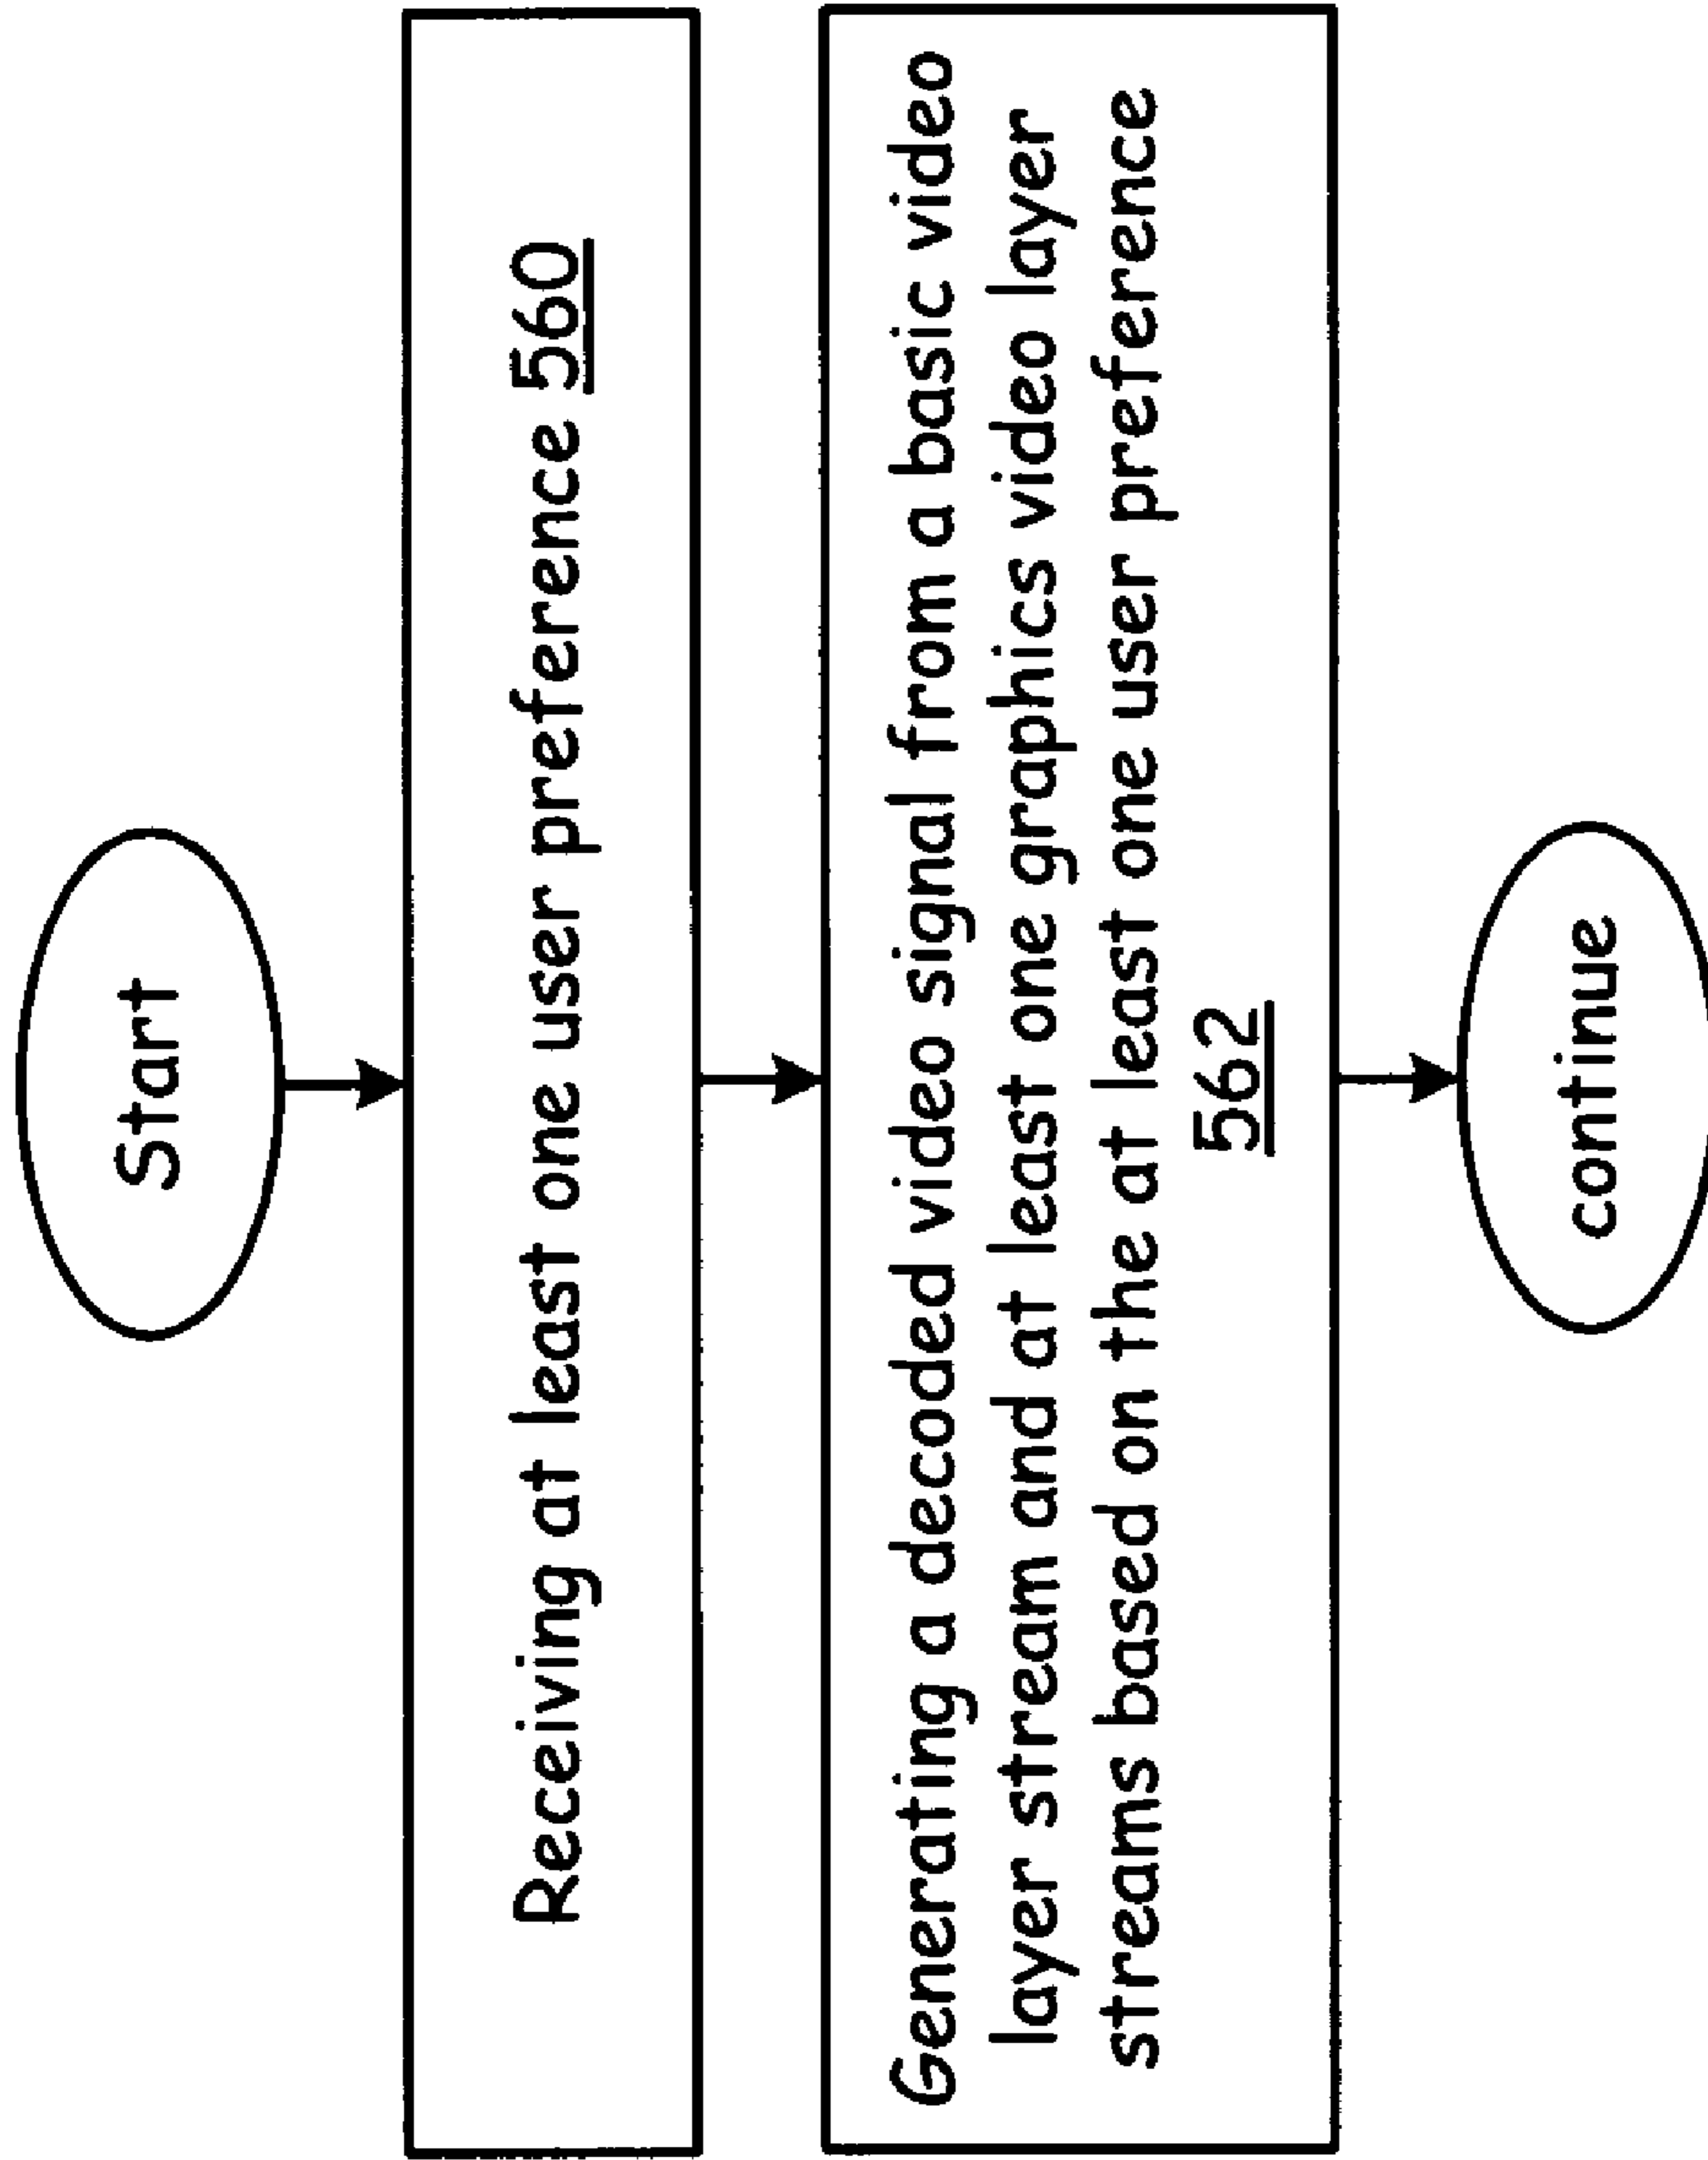 Start
Receiving at least one user preference 560
Generating a decoded video signal from a basic video
layer stream and at least one graphics video layer
streams based on the at least one user preference
562
continue